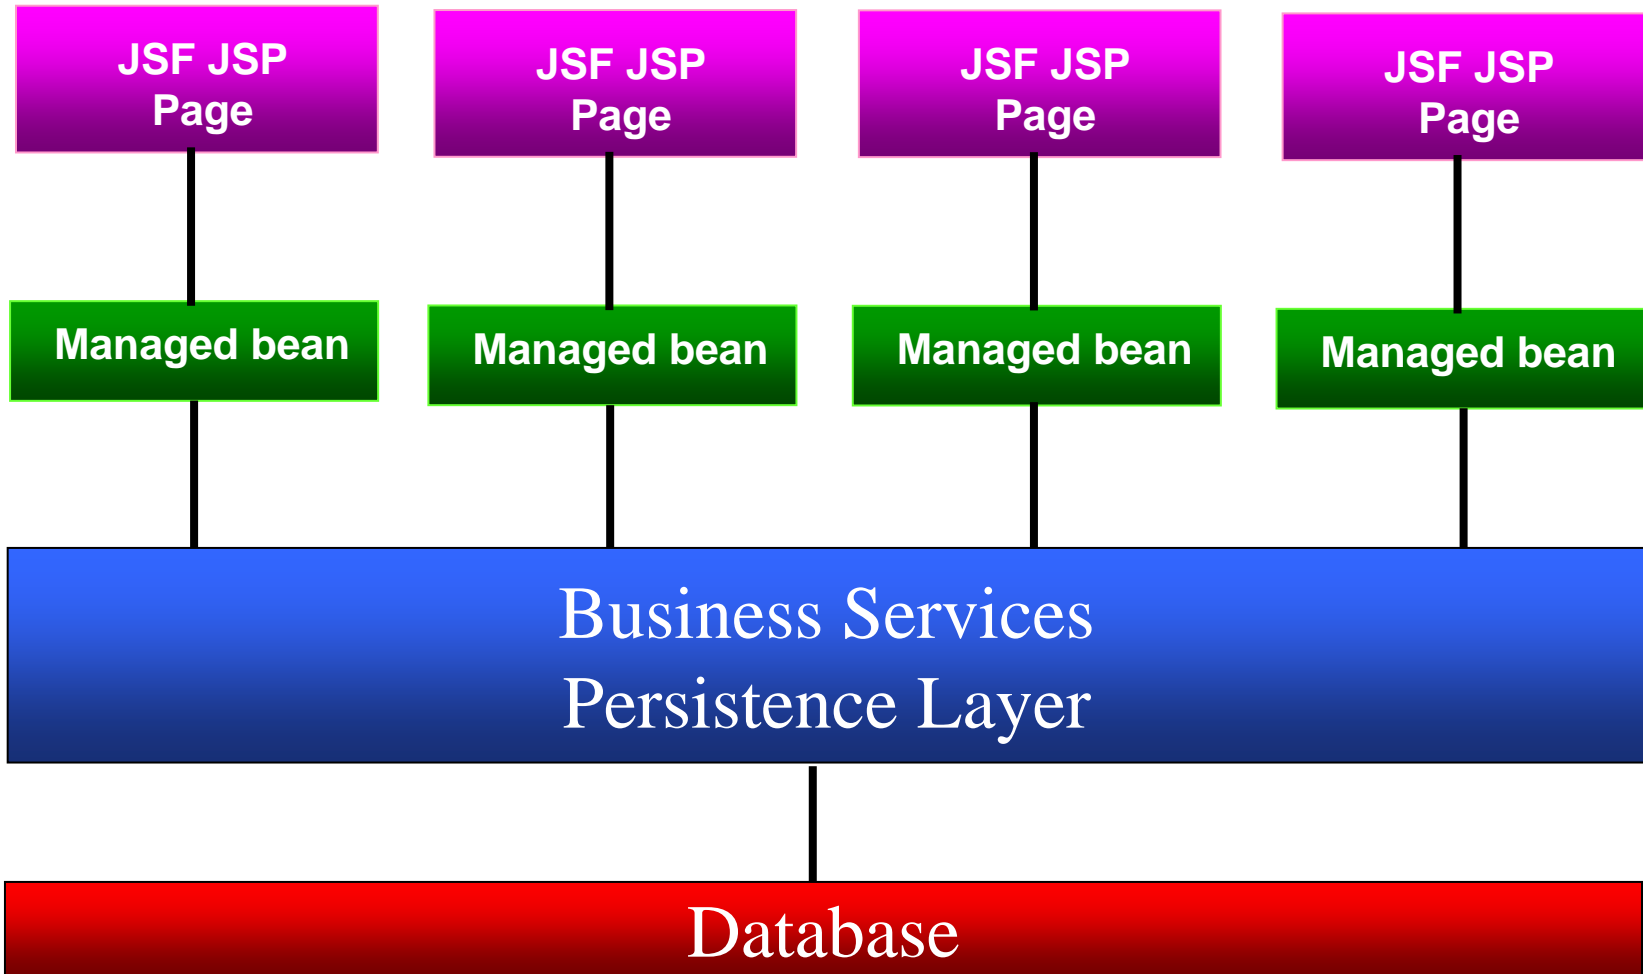 JSF JSP
Page
JSF JSP
Page
JSF JSP
Page
JSF JSP
Page
Managed bean
Managed bean
Managed bean
Managed bean
Business Services
Persistence Layer
Database